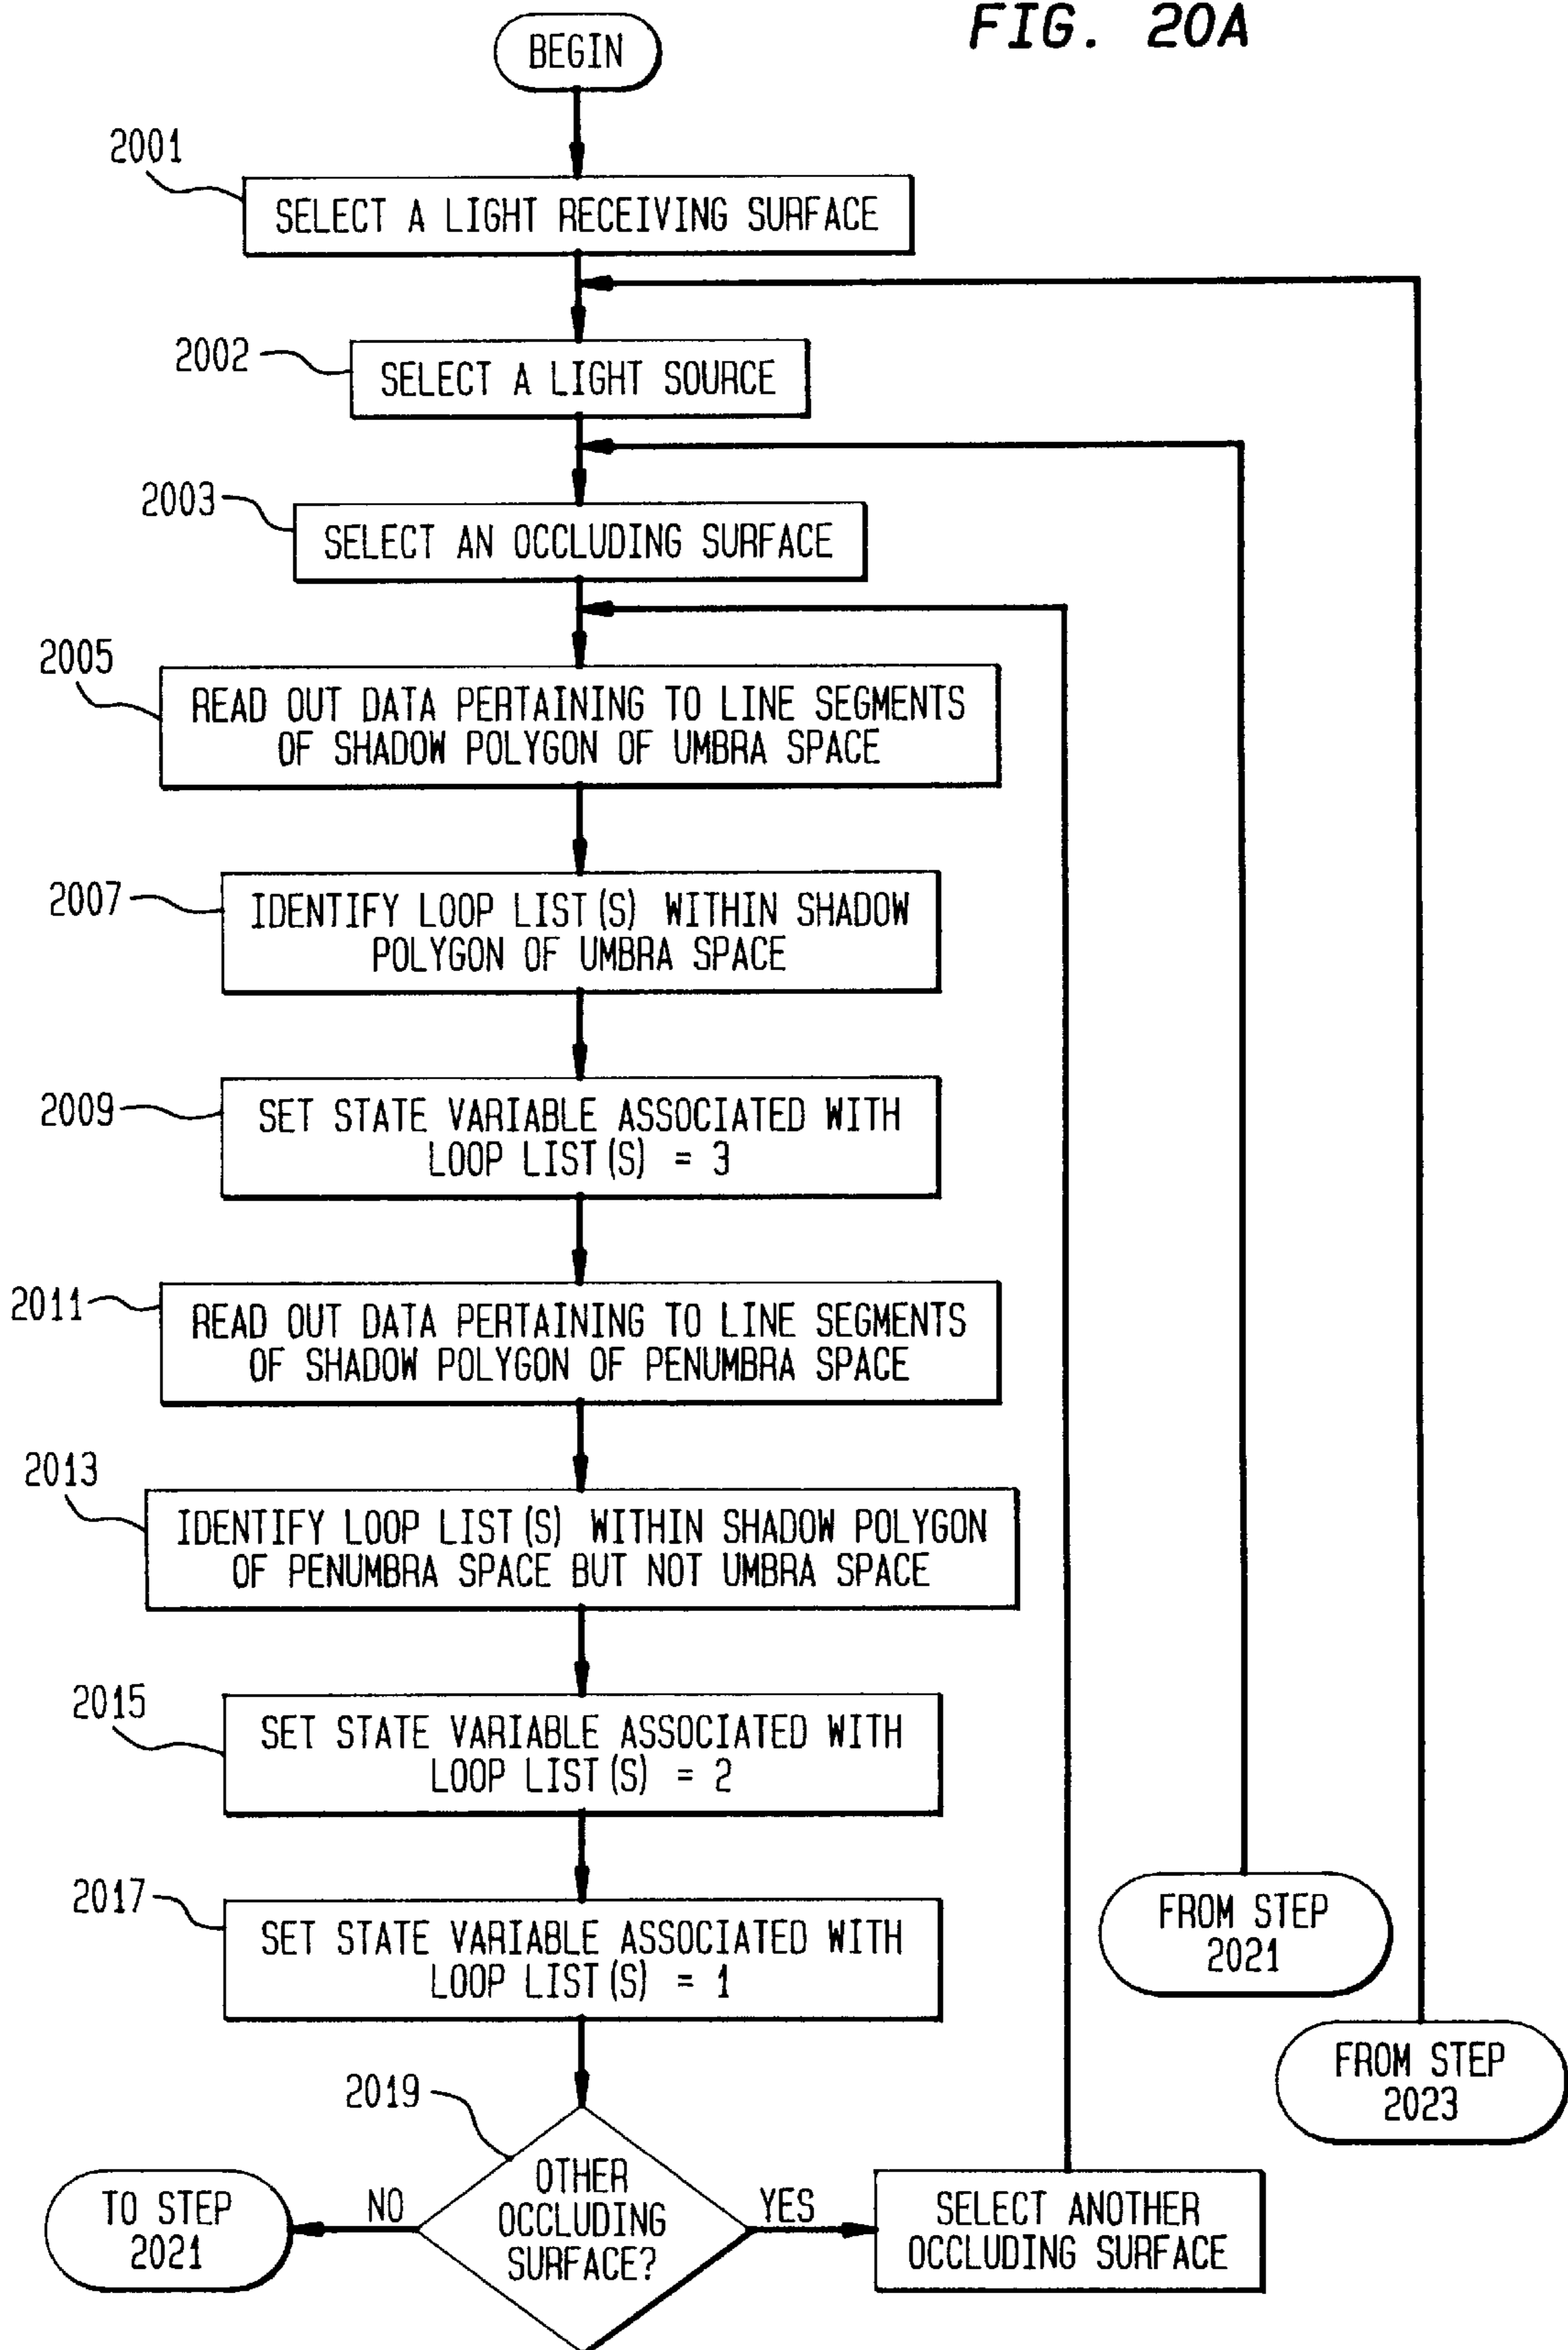 FIG. 20A
BEGIN
2001
SELECT A LIGHT RECEIVING SURFACE
2002
SELECT A LIGHT SOURCE
2003
SELECT AN OCCLUDING SURFACE
2005
READ OUT DATA PERTAINING TO LINE SEGMENTS
OF SHADOW POLYGON OF UMBRA SPACE
2007
IDENTIFY LOOP LIST(S) WITHIN SHADOW
POLYGON OF UMBRA SPACE
2009
SET STATE VARIABLE ASSOCIATED WITH
LOOP LIST(S) = 3
2011
READ OUT DATA PERTAINING TO LINE SEGMENTS
OF SHADOW POLYGON OF PENUMBRA SPACE
2013
IDENTIFY LOOP LIST(S) WITHIN SHADOW POLYGON
OF PENUMBRA SPACE BUT NOT UMBRA SPACE
2015
SET STATE VARIABLE ASSOCIATED WITH
LOOP LIST(S) = 2
2017
SET STATE VARIABLE ASSOCIATED WITH
LOOP LIST(S) = 1
FROM STEP
2021
FROM STEP
2023
2019
OTHER
OCCLUDING
SURFACE?
NO
TO STEP
2021
YES
SELECT ANOTHER
OCCLUDING SURFACE